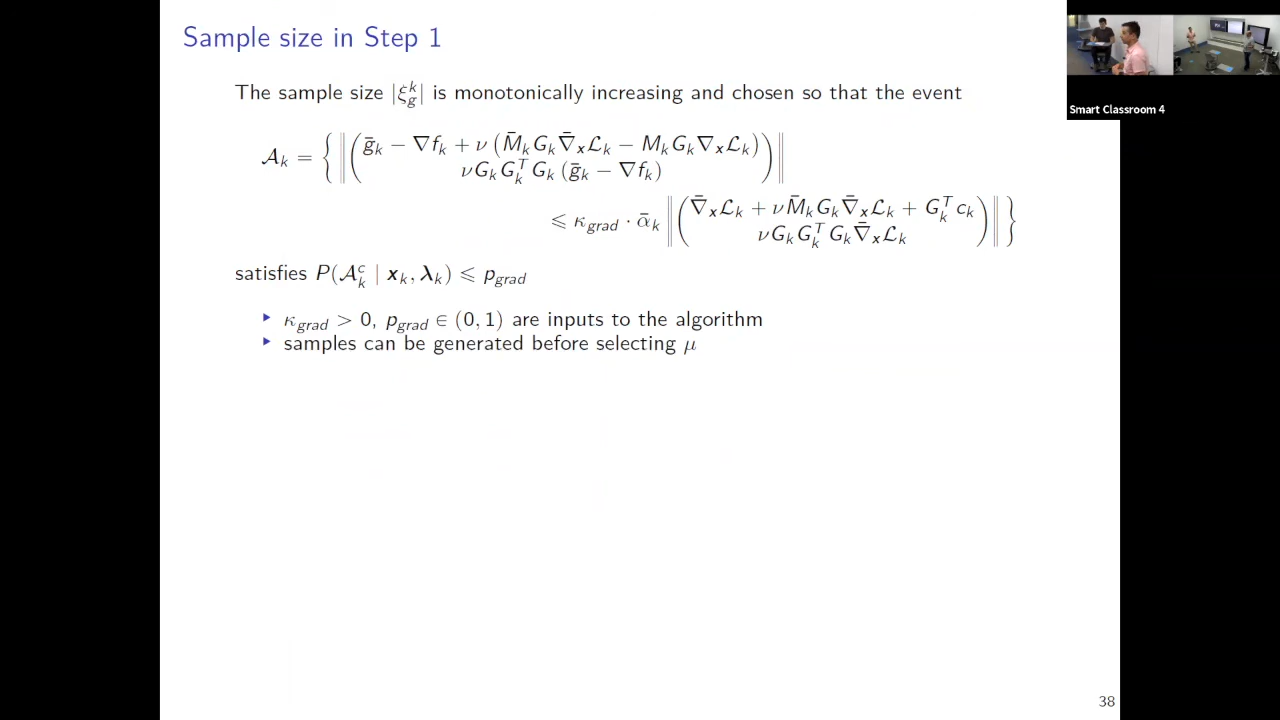 Sample size in Step 1
Smart Classroom 4
The sample size |ξ_g^k| is monotonically increasing and chosen so that the event
𝒜_k = { ‖ ( ḡ_k − ∇f_k + ν (M̄_k G_k ∇̄_x ℒ_k − M_k G_k ∇_x ℒ_k)
νG_k G_k^T G_k (ḡ_k − ∇f_k) ) ‖
⩽ κ_grad · ᾱ_k ‖ ( ∇̄_x ℒ_k + νM̄_k G_k ∇̄_x ℒ_k + G_k^T c_k
νG_k G_k^T G_k ∇̄_x ℒ_k ) ‖ }
satisfies P(𝒜_k^c | x_k, λ_k) ⩽ p_grad
▸ κ_grad > 0, p_grad ∈ (0, 1) are inputs to the algorithm
▸ samples can be generated before selecting μ
38